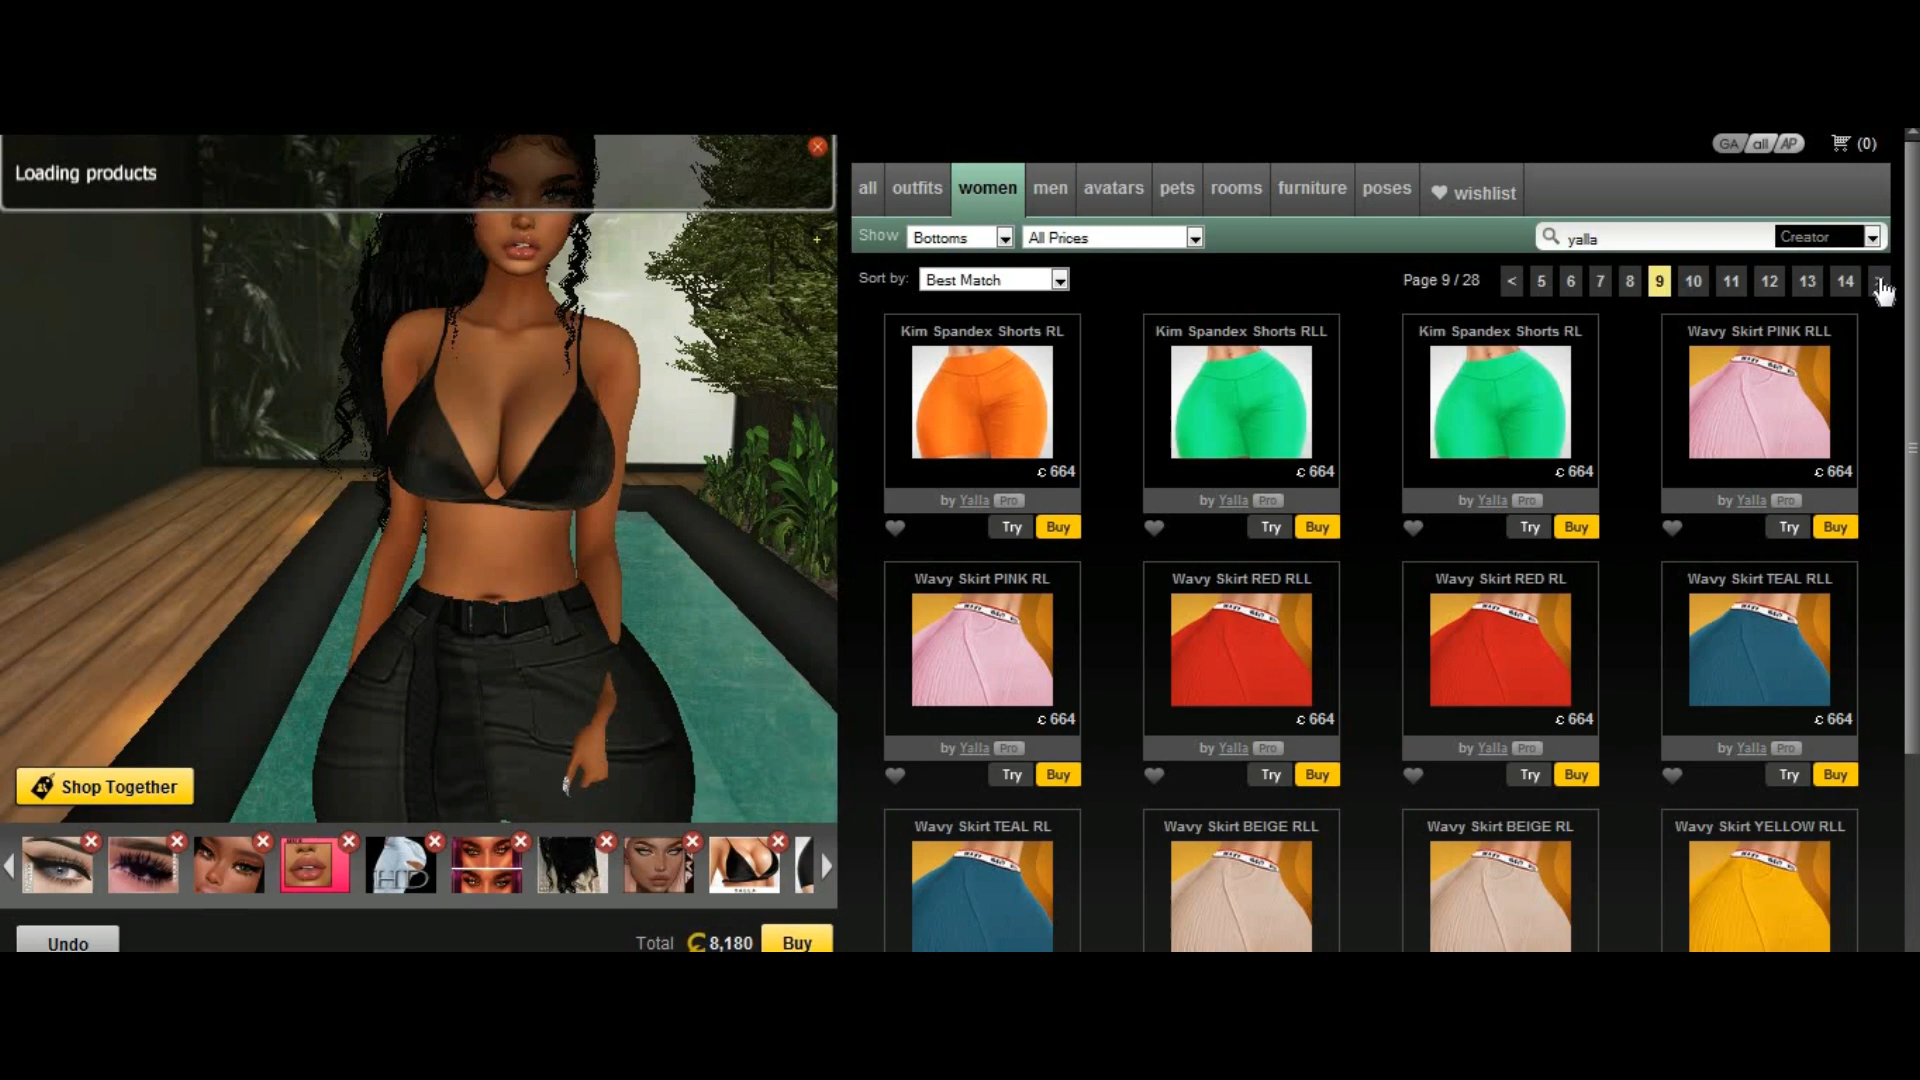 Loading products
GA all AP (0)
all outfits women men avatars pets rooms furniture poses wishlist
Show Bottoms All Prices yalla Creator
Sort by: Best Match Page 9 / 28 < 5 6 7 8 9 10 11 12 13 14
Kim Spandex Shorts RL Kim Spandex Shorts RLL Kim Spandex Shorts RL Wavy Skirt PINK RLL
664 664 664 664
by Yalla Pro by Yalla Pro by Yalla Pro by Yalla Pro
Try Buy Try Buy Try Buy Try Buy
Wavy Skirt PINK RL Wavy Skirt RED RLL Wavy Skirt RED RL Wavy Skirt TEAL RLL
664 664 664 664
by Yalla Pro by Yalla Pro by Yalla Pro by Yalla Pro
Try Buy Try Buy Try Buy Try Buy
Wavy Skirt TEAL RL Wavy Skirt BEIGE RLL Wavy Skirt BEIGE RL Wavy Skirt YELLOW RLL
Shop Together
HD
YALLA
Undo Total 8,180 Buy